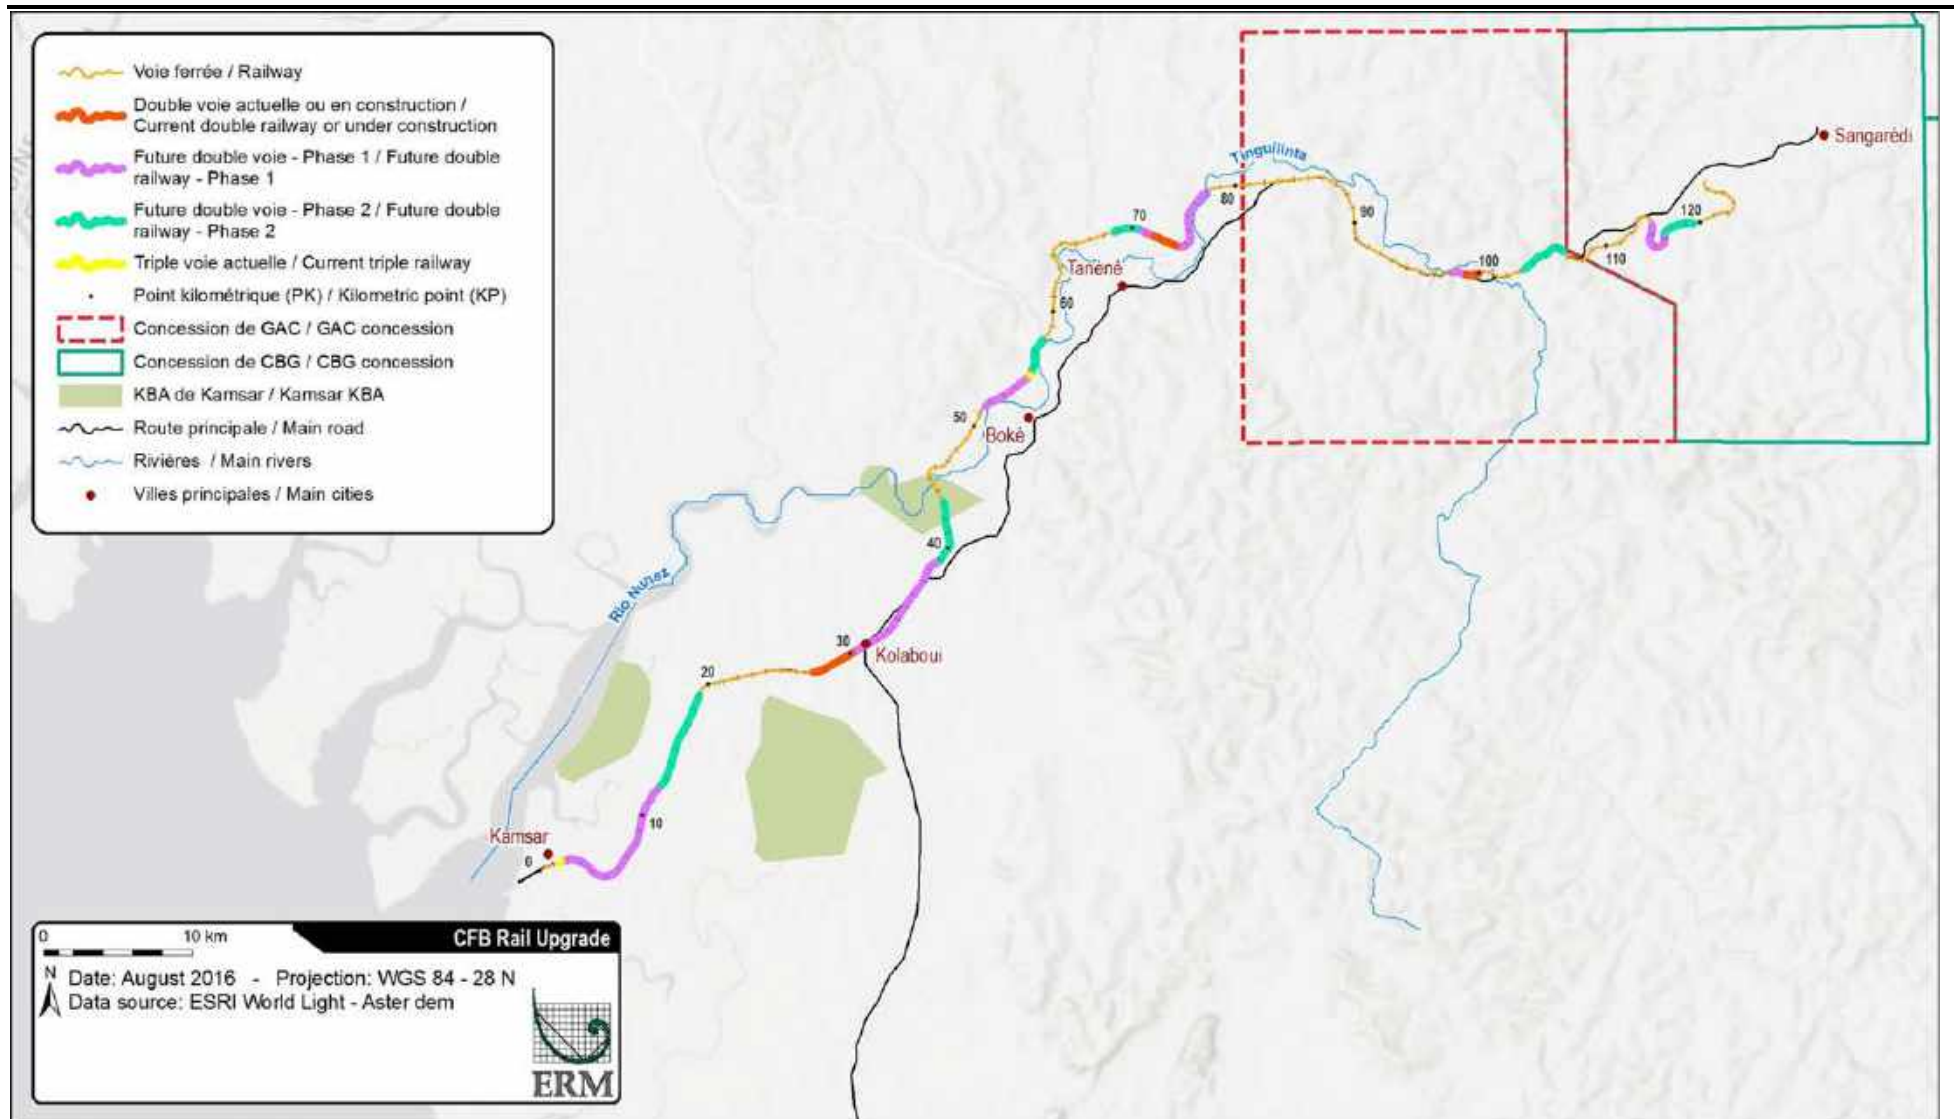 Voie ferrée / Railway
Double voie actuelle ou en construction /
Current double railway or under construction
Future double voie - Phase 1 / Future double
railway - Phase 1
Future double voie - Phase 2 / Future double
railway - Phase 2
Triple voie actuelle / Current triple railway
Point kilométrique (PK) / Kilometric point (KP)
Concession de GAC / GAC concession
Concession de CBG / CBG concession
KBA de Kamsar / Kamsar KBA
Route principale / Main road
Rivières / Main rivers
Villes principales / Main cities
Sangarédi
Tinguilinta
80
90
70
120
110
100
Tanéné
60
50
Boké
40
Rio Nuñez
30
Kolaboui
20
10
Kamsar
0
0 10 km
CFB Rail Upgrade
N
Date: August 2016 - Projection: WGS 84 - 28 N
Data source: ESRI World Light - Aster dem
ERM